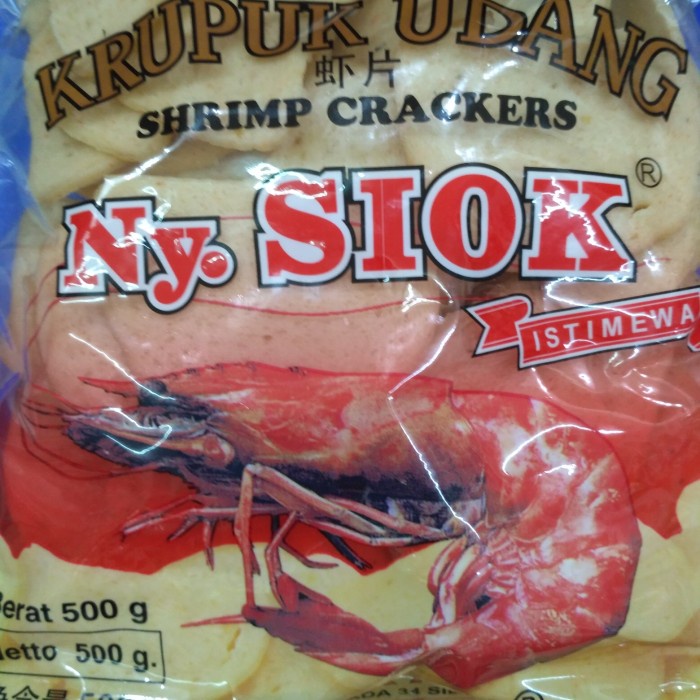 KRUPUK UDANG
虾片
SHRIMP CRACKERS
Ny. SIOK ®
ISTIMEWA
Berat 500 g
Netto 500 g.